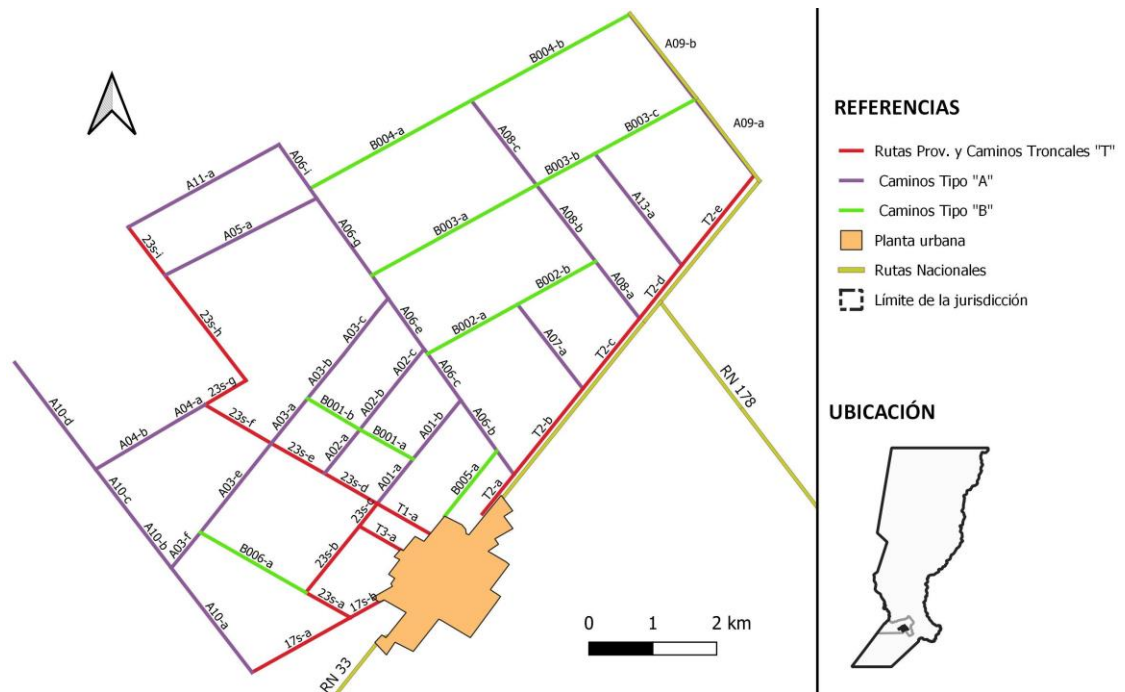 A09-b
B004-b
A09-a
B004-a
A08-c
B003-c
B003-b
A06-i
A11-a
A13-a
A05-a
A08-b
T2-e
B003-a
A06-g
23s-i
B002-b
T2-d
A08-a
23s-h
A03-c
A06-e
B002-a
A07-a
T2-c
RN 178
A02-c
A03-b
A06-c
23s-g
A04-a
A02-b
A10-d
B001-b
A01-b
A03-a
23s-f
A06-b
T2-b
A04-b
B001-a
A02-a
23s-e
A01-a
B005-a
A10-c
A03-e
23s-d
T2-a
23s-c
T1-a
A10-b
A03-f
T3-a
23s-b
B006-a
23s-a
17s-b
A10-a
17s-a
RN 33
0 1 2 km
REFERENCIAS
Rutas Prov. y Caminos Troncales "T"
Caminos Tipo "A"
Caminos Tipo "B"
Planta urbana
Rutas Nacionales
Límite de la jurisdicción
UBICACIÓN